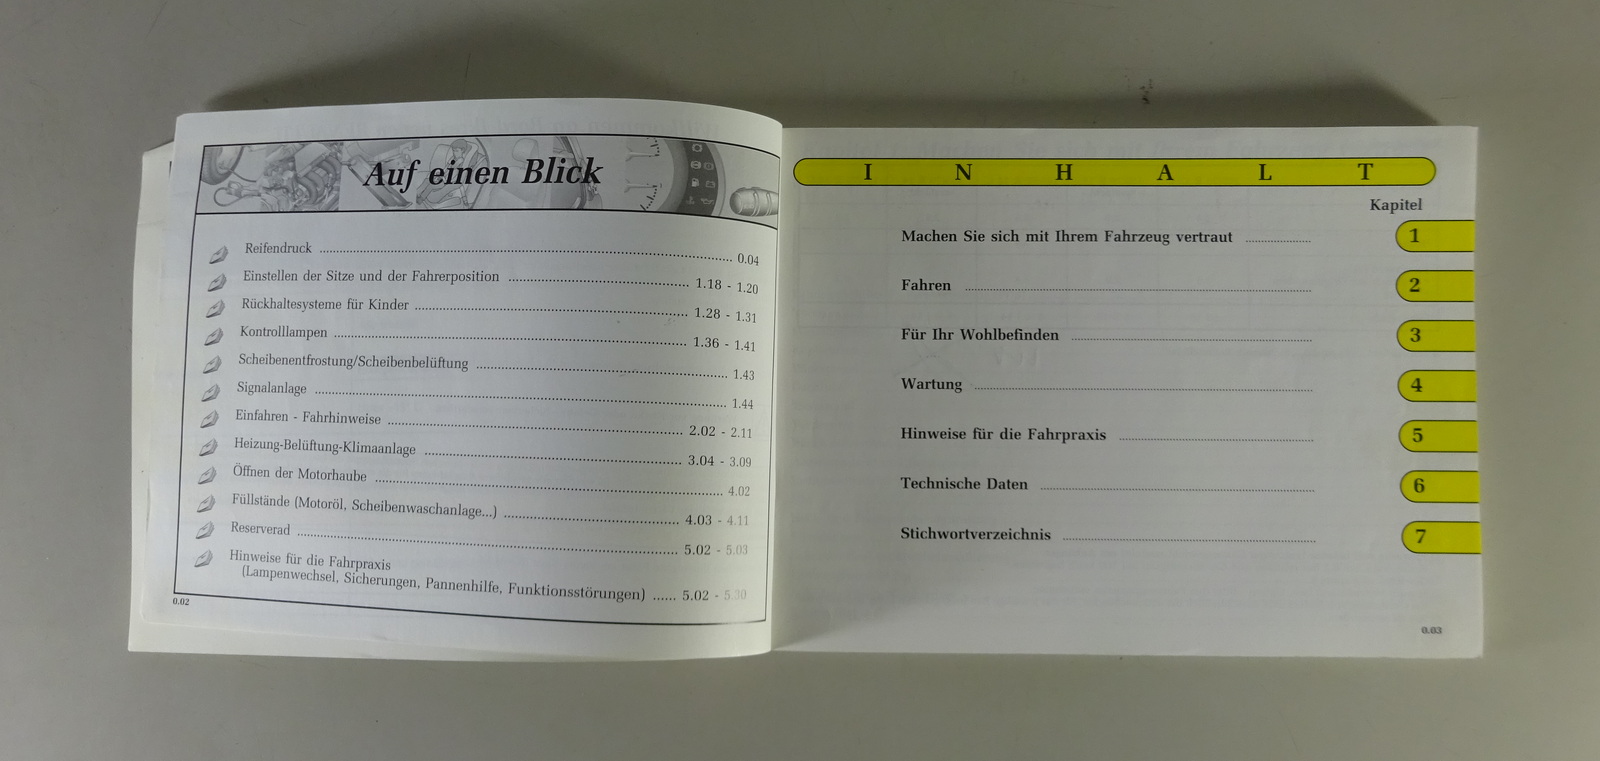 Auf einen Blick
Reifendruck ........ 0.04
Einstellen der Sitze und der Fahrerposition ........ 1.18 - 1.20
Rückhaltesysteme für Kinder ........ 1.28 - 1.31
Kontrolllampen ........ 1.36 - 1.41
Scheibenentfrostung/Scheibenbelüftung ........ 1.43
Signalanlage ........ 1.44
Einfahren - Fahrhinweise ........ 2.02 - 2.11
Heizung-Belüftung-Klimaanlage ........ 3.04 - 3.09
Öffnen der Motorhaube ........ 4.02
Füllstände (Motoröl, Scheibenwaschanlage...) ........ 4.03 - 4.11
Reserverad ........ 5.02 - 5.03
Hinweise für die Fahrpraxis
(Lampenwechsel, Sicherungen, Pannenhilfe, Funktionsstörungen) ...... 5.02 - 5.30
0.02
I N H A L T
Kapitel
Machen Sie sich mit Ihrem Fahrzeug vertraut ........ 1
Fahren ........ 2
Für Ihr Wohlbefinden ........ 3
Wartung ........ 4
Hinweise für die Fahrpraxis ........ 5
Technische Daten ........ 6
Stichwortverzeichnis ........ 7
0.03